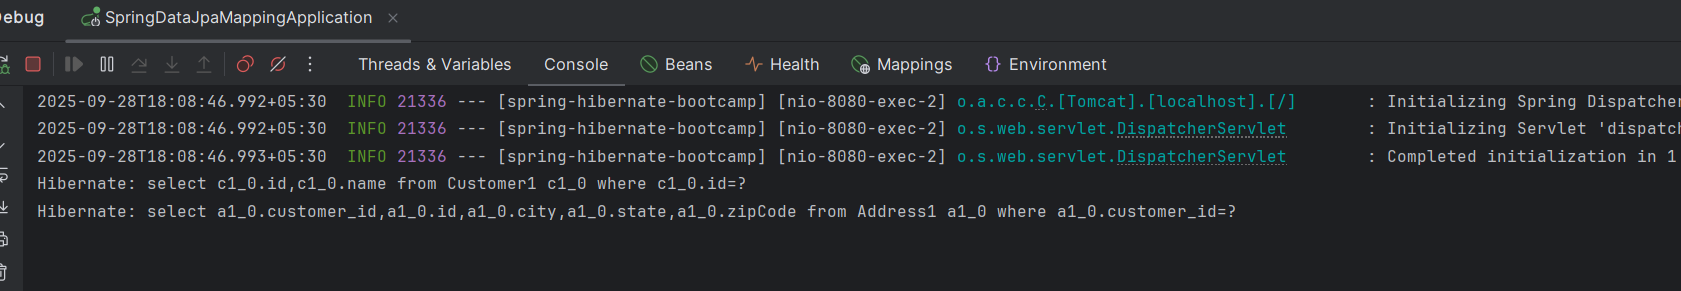 Debug SpringDataJpaMappingApplication
Threads & Variables Console Beans Health Mappings Environment
2025-09-28T18:08:46.992+05:30  INFO 21336 --- [spring-hibernate-bootcamp] [nio-8080-exec-2] o.a.c.c.C.[Tomcat].[localhost].[/]       : Initializing Spring Dispatcher
2025-09-28T18:08:46.992+05:30  INFO 21336 --- [spring-hibernate-bootcamp] [nio-8080-exec-2] o.s.web.servlet.DispatcherServlet        : Initializing Servlet 'dispatc
2025-09-28T18:08:46.993+05:30  INFO 21336 --- [spring-hibernate-bootcamp] [nio-8080-exec-2] o.s.web.servlet.DispatcherServlet        : Completed initialization in 1
Hibernate: select c1_0.id,c1_0.name from Customer1 c1_0 where c1_0.id=?
Hibernate: select a1_0.customer_id,a1_0.id,a1_0.city,a1_0.state,a1_0.zipCode from Address1 a1_0 where a1_0.customer_id=?